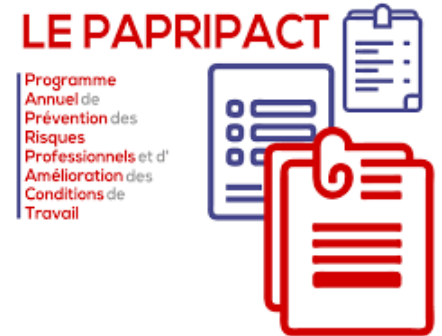 LE PAPRIPACT
Programme
Annuel de
Prévention des
Risques
Professionnels et d'
Amélioration des
Conditions de
Travail